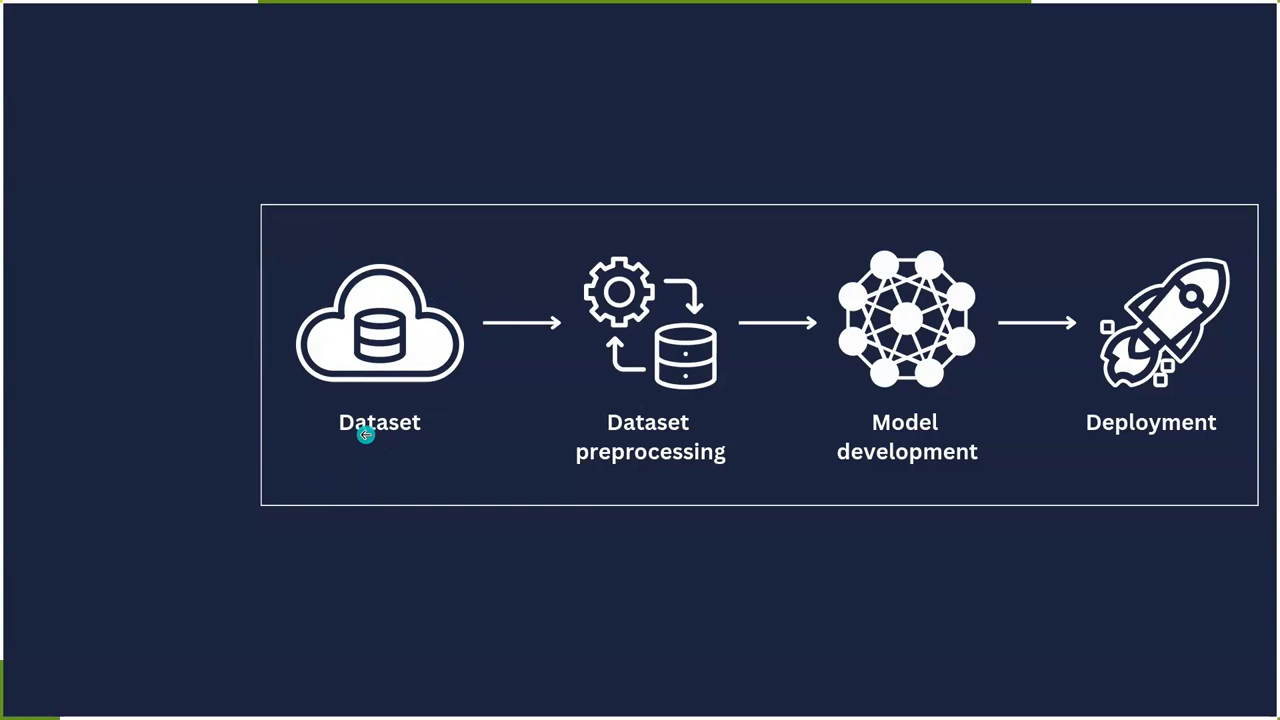 Dataset
Dataset
preprocessing
Model
development
Deployment